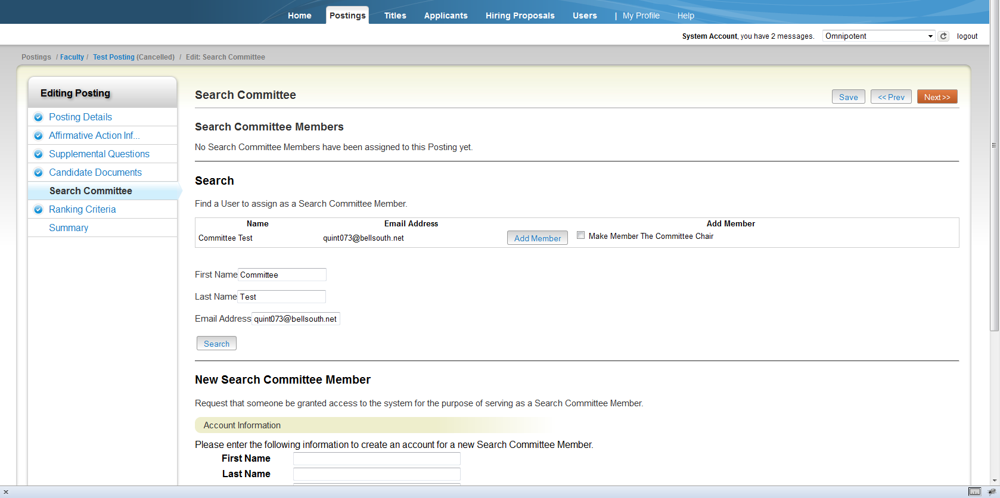 Home Postings Titles Applicants Hiring Proposals Users | My Profile Help
System Account, you have 2 messages. Omnipotent logout
Postings / Faculty / Test Posting (Cancelled) / Edit: Search Committee
Editing Posting
Posting Details
Affirmative Action Inf...
Supplemental Questions
Candidate Documents
Search Committee
Ranking Criteria
Summary
Search Committee
Save << Prev Next >>
Search Committee Members
No Search Committee Members have been assigned to this Posting yet.
Search
Find a User to assign as a Search Committee Member.
Name Email Address Add Member
Committee Test quint073@bellsouth.net Add Member Make Member The Committee Chair
First Name Committee
Last Name Test
Email Address quint073@bellsouth.net
Search
New Search Committee Member
Request that someone be granted access to the system for the purpose of serving as a Search Committee Member.
Account Information
Please enter the following information to create an account for a new Search Committee Member.
First Name
Last Name
x